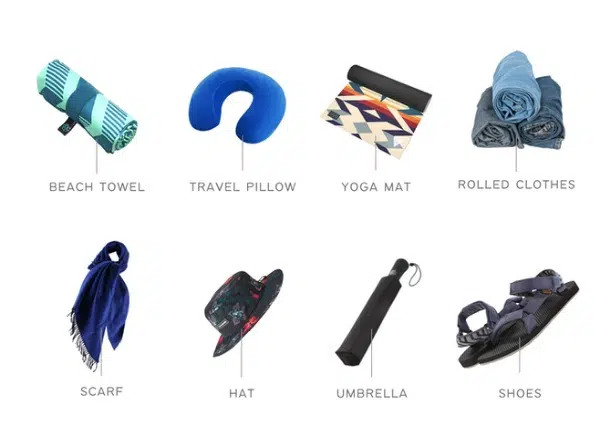 BEACH TOWEL
TRAVEL PILLOW
YOGA MAT
ROLLED CLOTHES
SCARF
HAT
UMBRELLA
SHOES